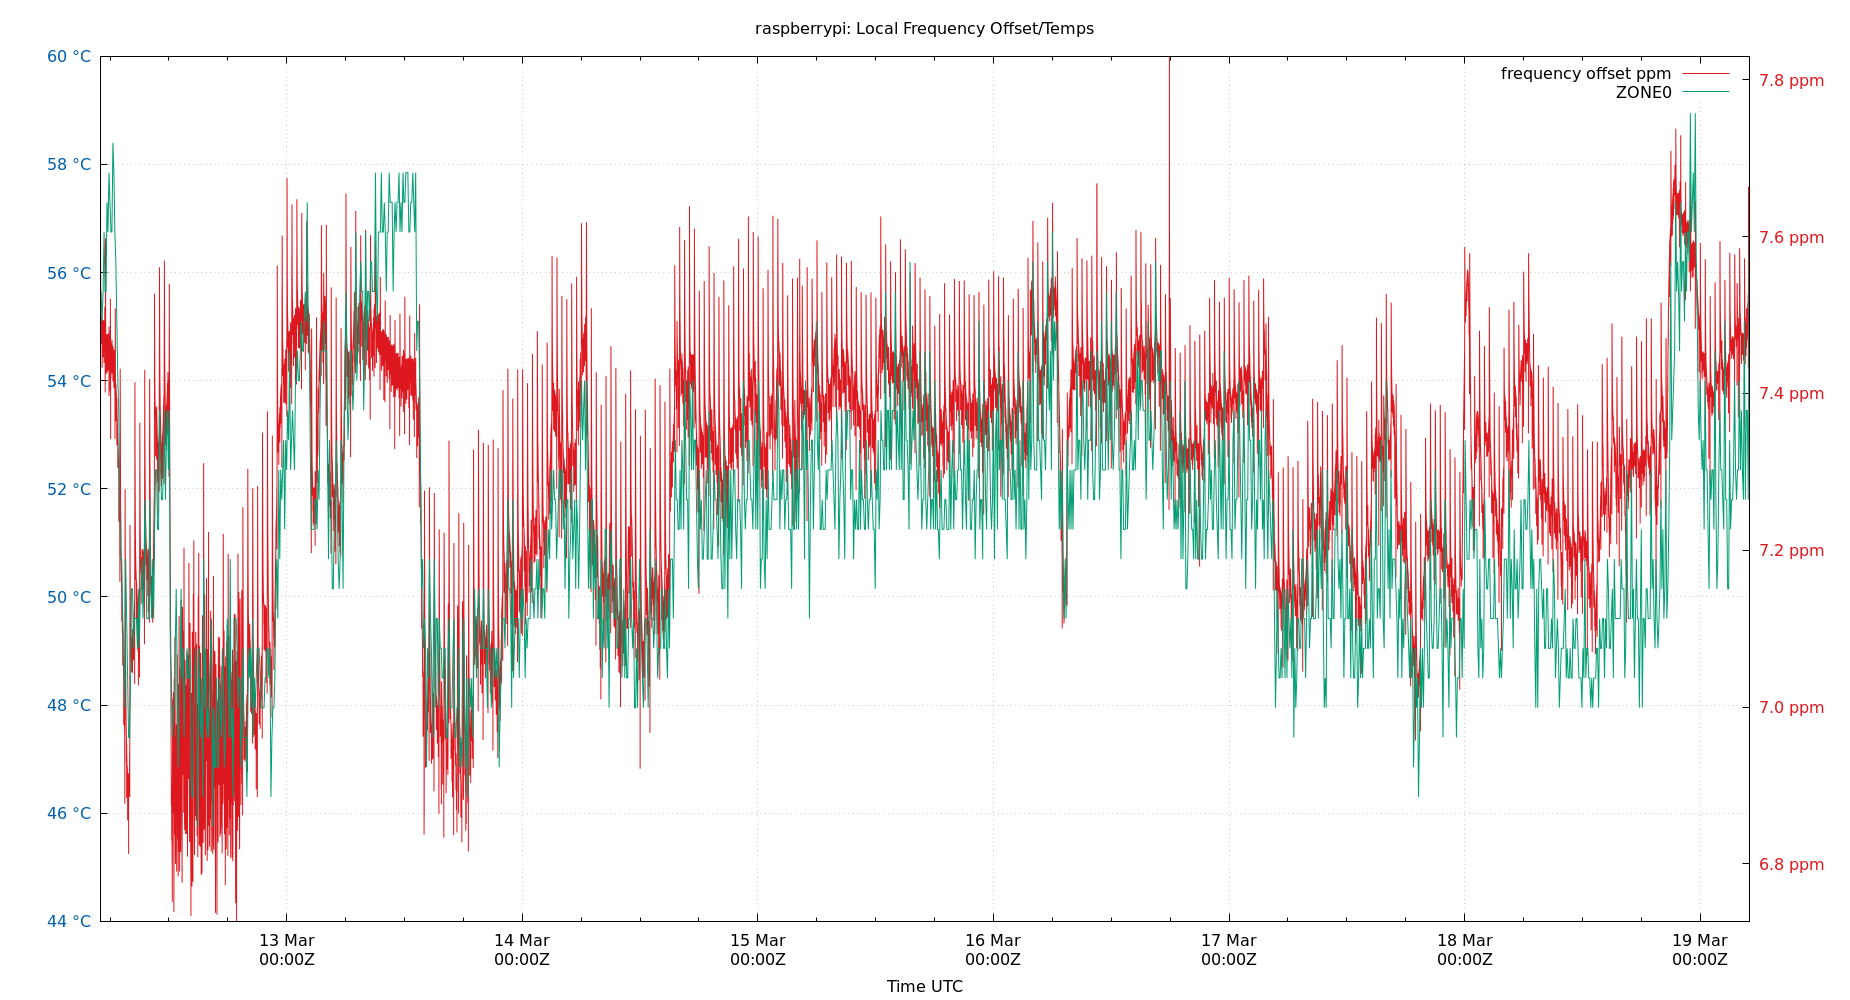 raspberrypi: Local Frequency Offset/Temps
60 °C
58 °C
56 °C
54 °C
52 °C
50 °C
48 °C
46 °C
44 °C
frequency offset ppm
ZONE0
7.8 ppm
7.6 ppm
7.4 ppm
7.2 ppm
7.0 ppm
6.8 ppm
13 Mar
00:00Z
14 Mar
00:00Z
15 Mar
00:00Z
16 Mar
00:00Z
17 Mar
00:00Z
18 Mar
00:00Z
19 Mar
00:00Z
Time UTC